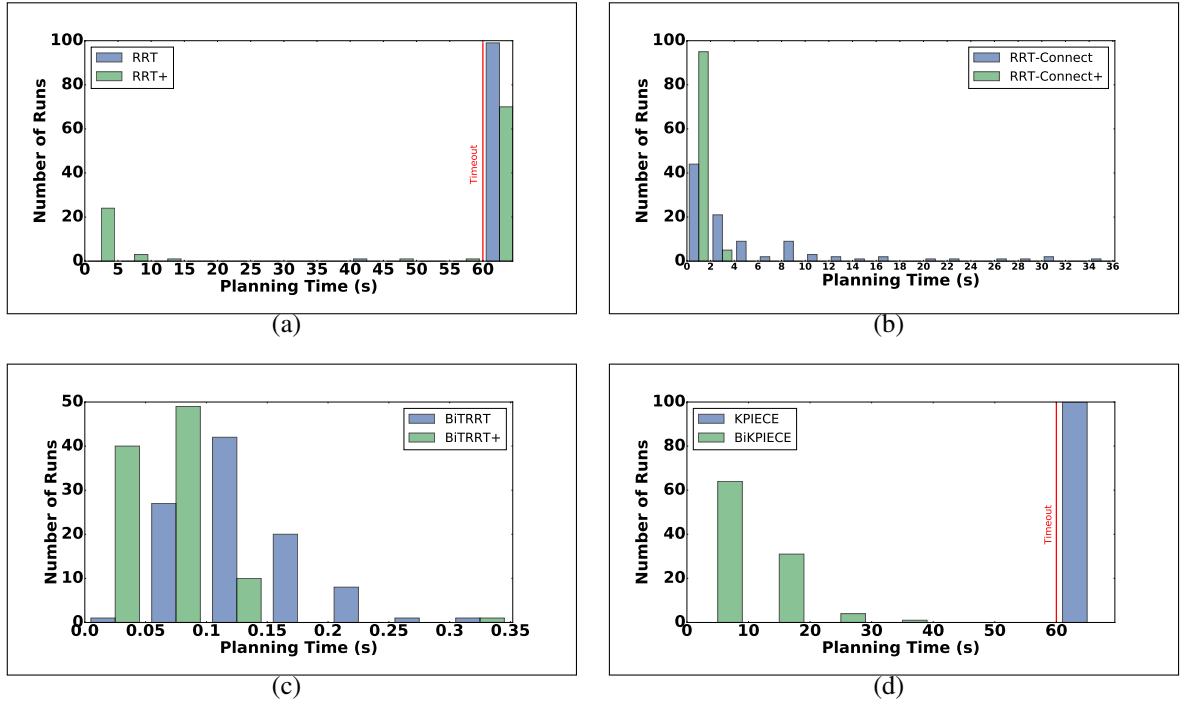 100
80
60
40
20
0
Number of Runs
RRT
RRT+
Timeout
0 5 10 15 20 25 30 35 40 45 50 55 60
Planning Time (s)
(a)
100
80
60
40
20
0
Number of Runs
RRT-Connect
RRT-Connect+
0 2 4 6 8 10 12 14 16 18 20 22 24 26 28 30 32 34 36
Planning Time (s)
(b)
50
40
30
20
10
0
Number of Runs
BiTRRT
BiTRRT+
0.0 0.05 0.1 0.15 0.2 0.25 0.3 0.35
Planning Time (s)
(c)
100
80
60
40
20
0
Number of Runs
KPIECE
BiKPIECE
Timeout
0 10 20 30 40 50 60
Planning Time (s)
(d)